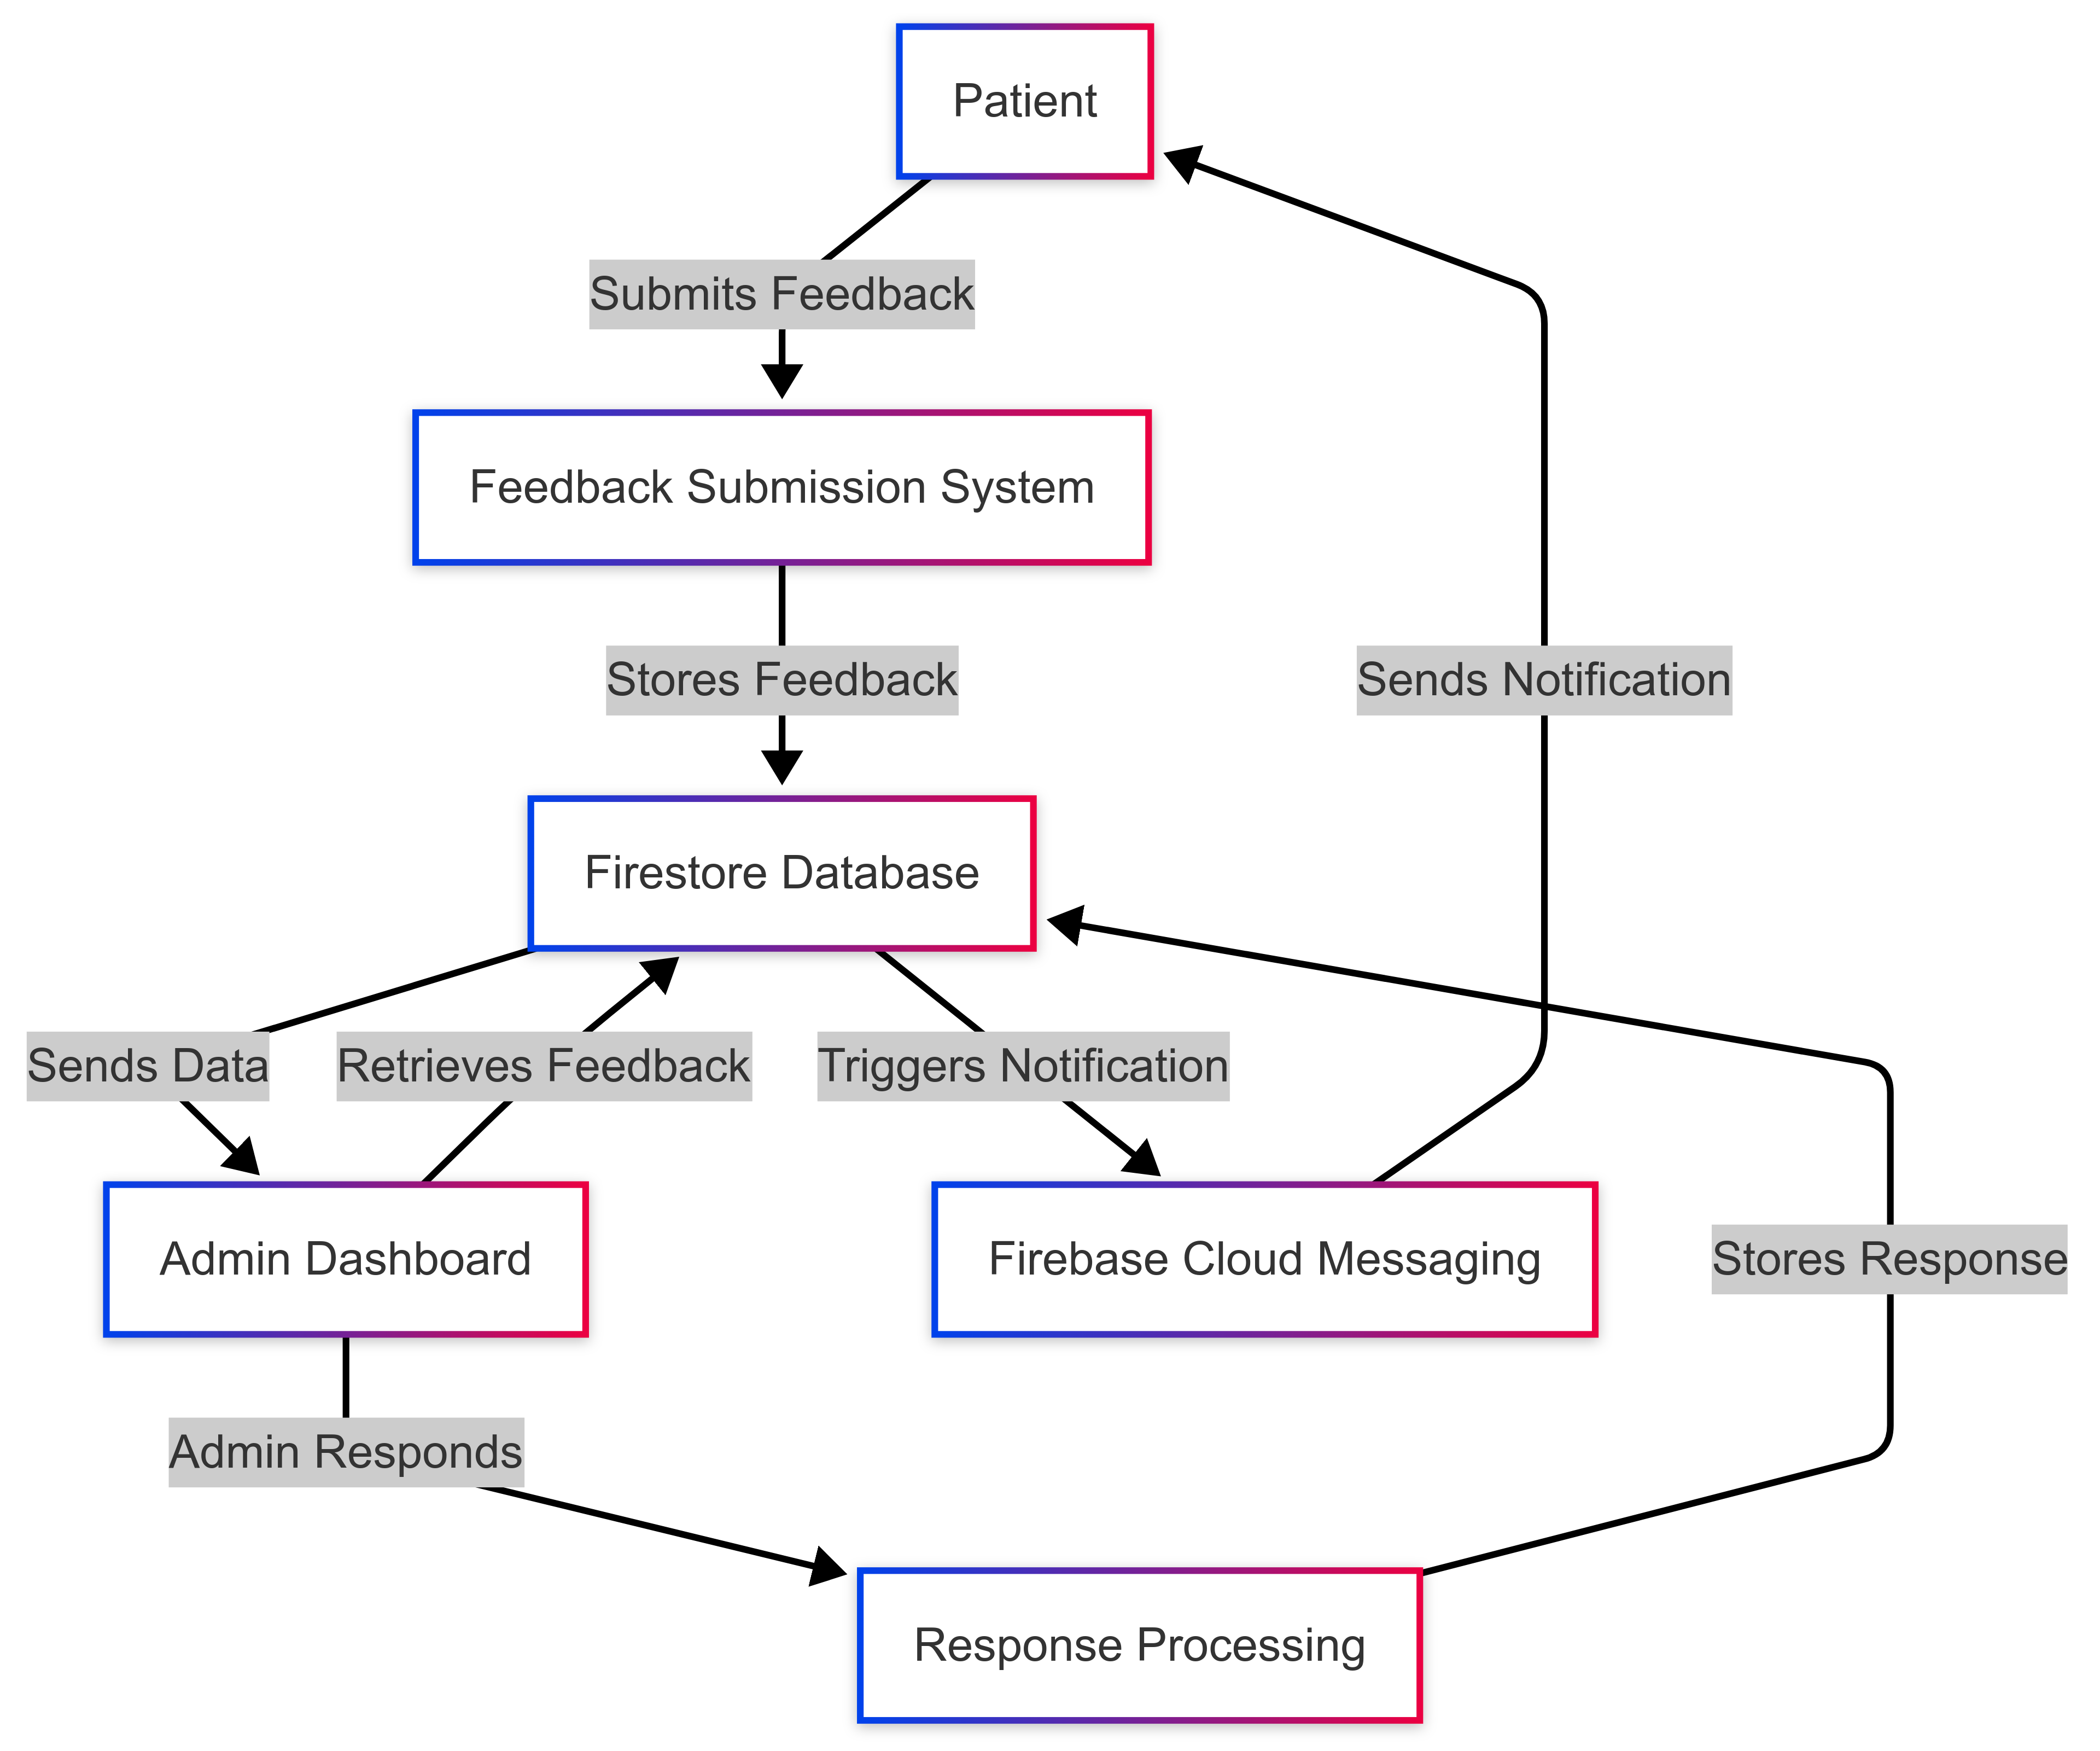 Patient
Submits Feedback
Feedback Submission System
Stores Feedback
Sends Notification
Firestore Database
Sends Data
Retrieves Feedback
Triggers Notification
Admin Dashboard
Firebase Cloud Messaging
Stores Response
Admin Responds
Response Processing